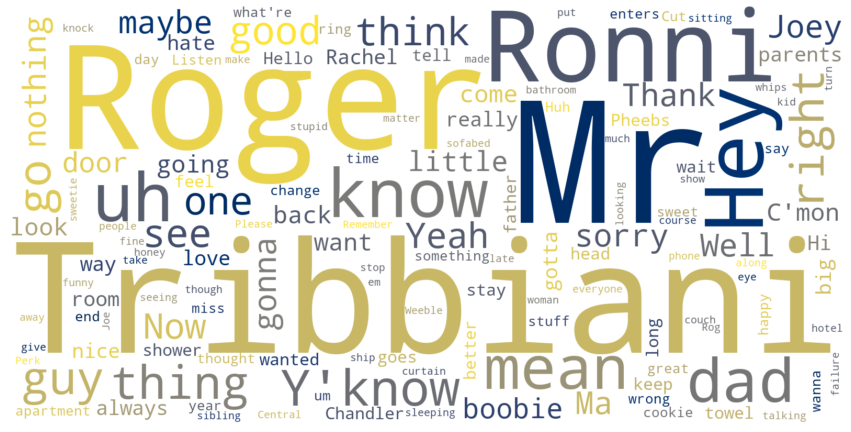 knock
nothing
go
look
maybe
hate
what're
day
Listen
make
good
ring
Hello
Rachel
think
tell
made
Roger
Ronni
put
enters
Cut
sitting
Joey
parents
whips
kid
turn
right
Mr
Hey
say
Thank
bathroom
Huh
Pheebs
come
really
stupid
matter
sofabed
much
wait
show
door
going
feel
time
little
uh
one
change
know
father
looking
sweet
course
C'mon
sweetie
people
fine
honey
see
back
Please
Remember
Yeah
sorry
Well
Hi
big
way
take
love
gonna
want
something
late
gotta
head
phone
along
Tribbiani
room
funny
seeing
though
miss
stop
em
Weeble
stay
woman
everyone
eye
happy
away
Joe
end
Now
stuff
couch
Rog
hotel
give
Perk
nice
shower
thought
wanted
ship
goes
better
long
great
wrong
keep
failure
wanna
guy
thing
Y'know
curtain
mean
dad
apartment
always
year
sibling
Central
um
Chandler
sleeping
boobie
Ma
cookie
towel
talking